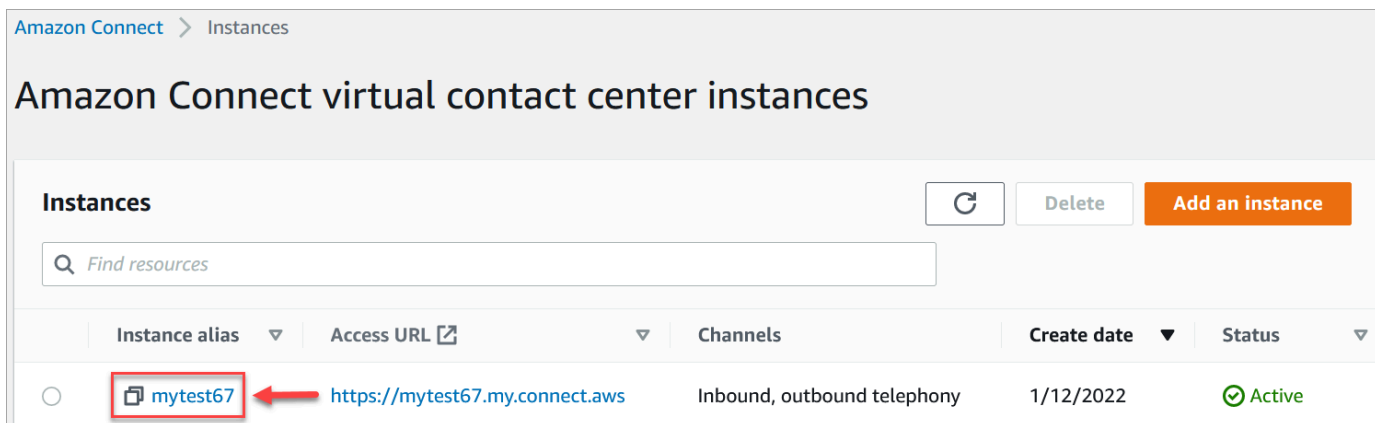 Amazon Connect > Instances
Amazon Connect virtual contact center instances
Instances
Delete
Add an instance
Find resources
Instance alias Access URL Channels Create date Status
mytest67 https://mytest67.my.connect.aws Inbound, outbound telephony 1/12/2022 Active